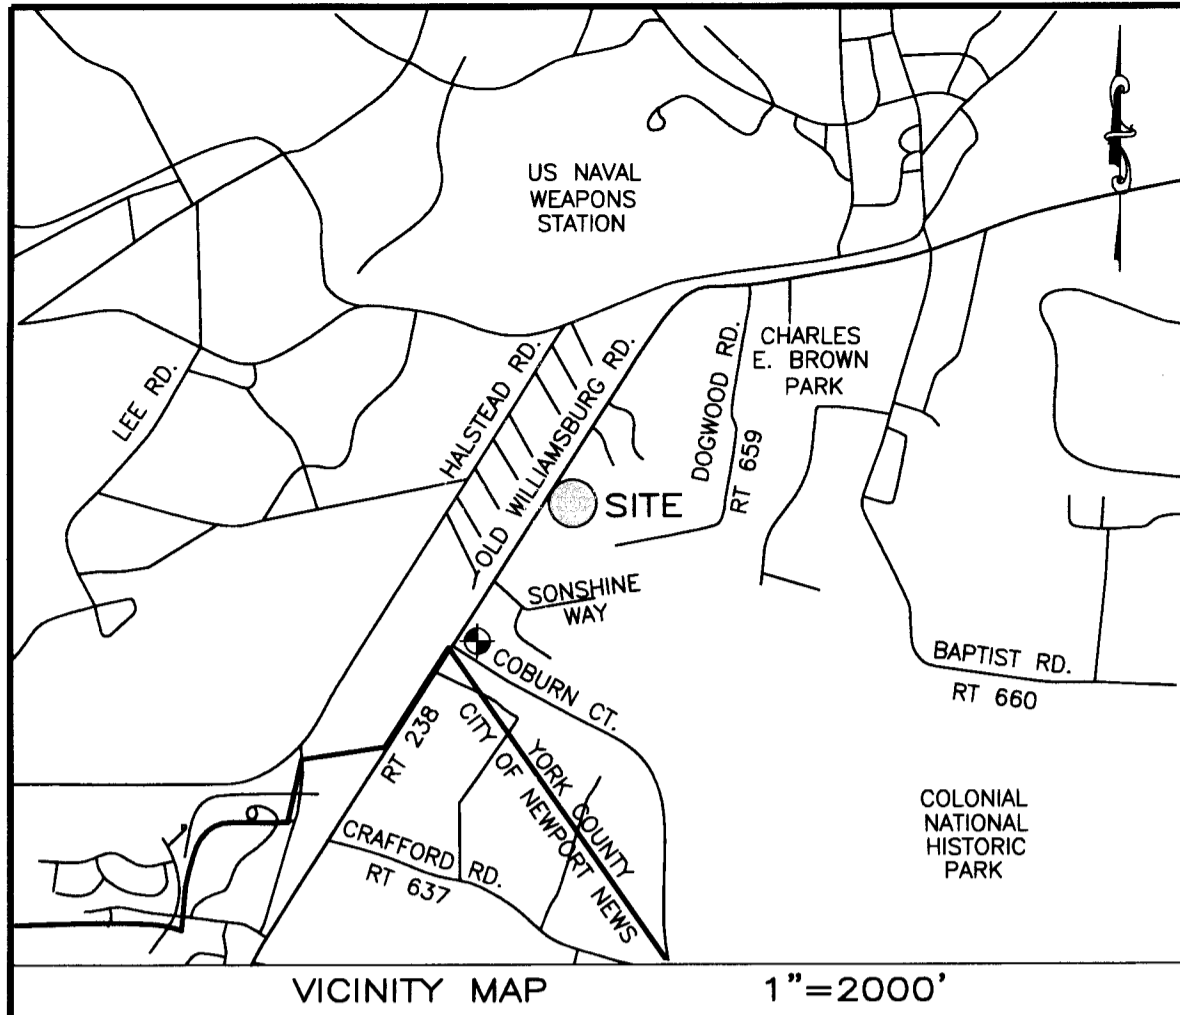 US NAVAL
WEAPONS
STATION
CHARLES
E. BROWN
PARK
DOGWOOD RD.
RT 659
HALSTEAD RD.
OLD WILLIAMSBURG RD.
LEE RD.
SITE
SONSHINE
WAY
COBURN CT.
BAPTIST RD.
RT 660
RT 238
YORK COUNTY
CITY OF NEWPORT NEWS
CRAFFORD RD.
RT 637
COLONIAL
NATIONAL
HISTORIC
PARK
VICINITY MAP 1"=2000'